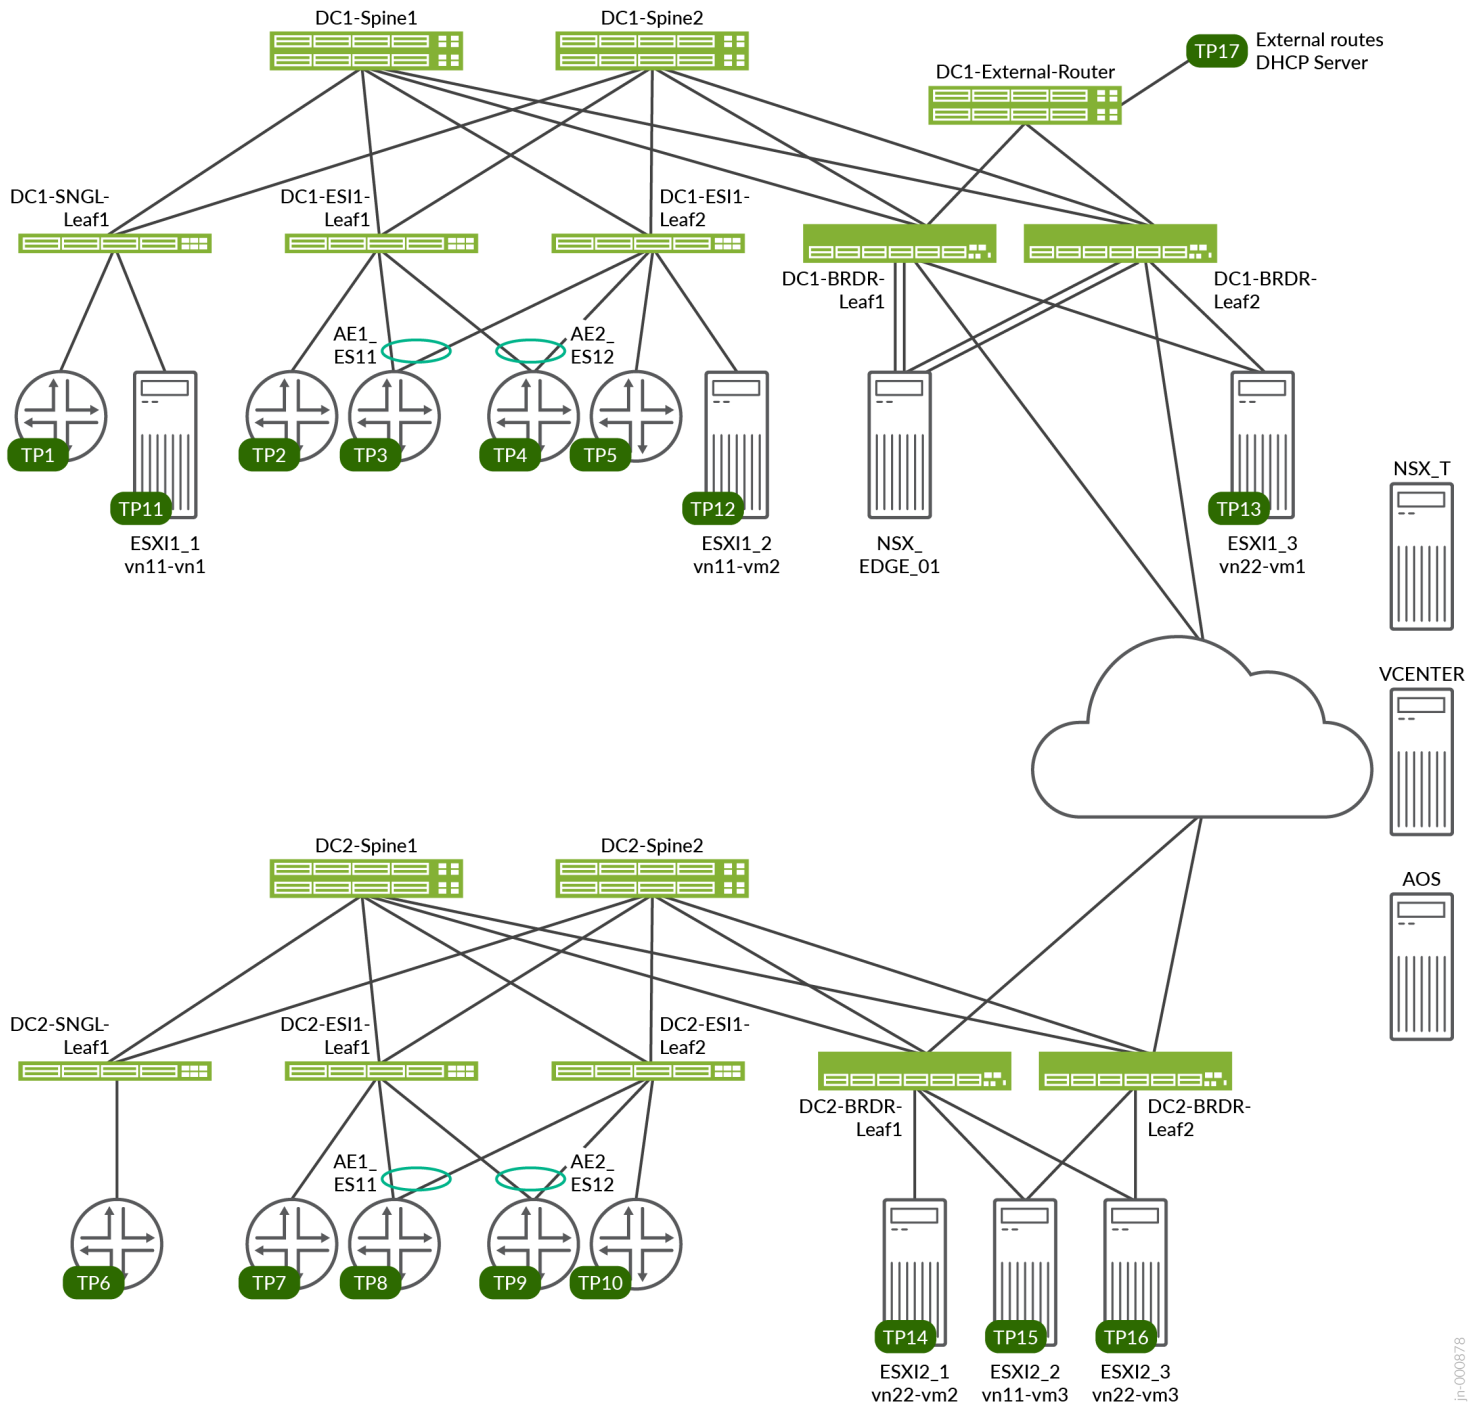 DC1-Spine1
DC1-Spine2
External routes
DHCP Server
TP17
DC1-External-Router
DC1-SNGL-
Leaf1
DC1-ESI1-
Leaf1
DC1-ESI1-
Leaf2
DC1-BRDR-
Leaf1
DC1-BRDR-
Leaf2
AE1_
ES11
AE2_
ES12
TP1
TP2
TP3
TP4
TP5
TP11
TP12
TP13
ESXI1_1
vn11-vn1
ESXI1_2
vn11-vm2
NSX_
EDGE_01
ESXI1_3
vn22-vm1
NSX_T
VCENTER
AOS
DC2-Spine1
DC2-Spine2
DC2-SNGL-
Leaf1
DC2-ESI1-
Leaf1
DC2-ESI1-
Leaf2
DC2-BRDR-
Leaf1
DC2-BRDR-
Leaf2
AE1_
ES11
AE2_
ES12
TP6
TP7
TP8
TP9
TP10
TP14
TP15
TP16
ESXI2_1
vn22-vm2
ESXI2_2
vn11-vm3
ESXI2_3
vn22-vm3
jn-000878